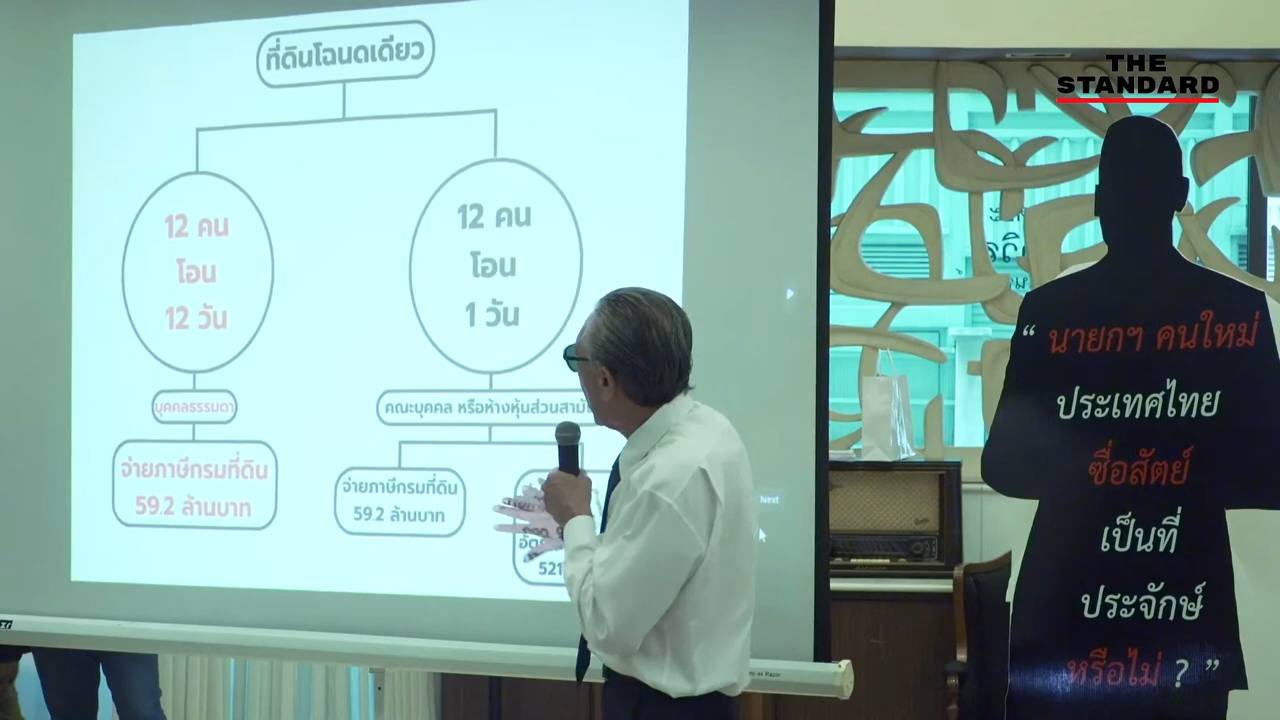 ที่ดินโฉนดเดียว
12 คน
โอน
12 วัน
12 คน
โอน
1 วัน
บุคคลธรรมดา
คณะบุคคล หรือห้างหุ้นส่วนสามั
จ่ายภาษีกรมที่ดิน
59.2 ล้านบาท
จ่ายภาษีกรมที่ดิน
59.2 ล้านบาท
521
Next
THE
STANDARD
“ นายกฯ คนใหม่
ประเทศไทย
ซื่อสัตย์
เป็นที่
ประจักษ์
หรือไม่ ? ”